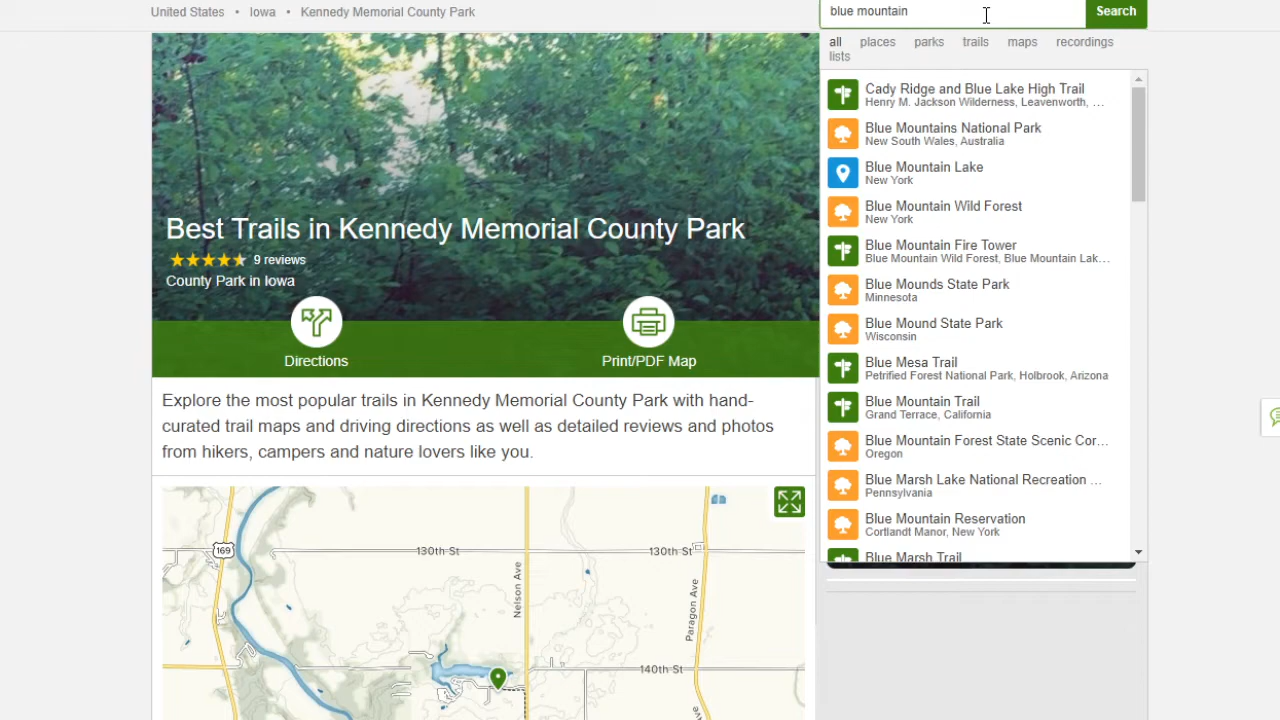 United States • Iowa • Kennedy Memorial County Park
blue mountain
Search
all places parks trails maps recordings
lists
Best Trails in Kennedy Memorial County Park
9 reviews
County Park in Iowa
Directions
Print/PDF Map
Explore the most popular trails in Kennedy Memorial County Park with hand-
curated trail maps and driving directions as well as detailed reviews and photos
from hikers, campers and nature lovers like you.
169
130th St
130th St
Nelson Ave
Paragon Ave
140th St
Cady Ridge and Blue Lake High Trail
Henry M. Jackson Wilderness, Leavenworth, ...
Blue Mountains National Park
New South Wales, Australia
Blue Mountain Lake
New York
Blue Mountain Wild Forest
New York
Blue Mountain Fire Tower
Blue Mountain Wild Forest, Blue Mountain Lak...
Blue Mounds State Park
Minnesota
Blue Mound State Park
Wisconsin
Blue Mesa Trail
Petrified Forest National Park, Holbrook, Arizona
Blue Mountain Trail
Grand Terrace, California
Blue Mountain Forest State Scenic Cor...
Oregon
Blue Marsh Lake National Recreation ...
Pennsylvania
Blue Mountain Reservation
Cortlandt Manor, New York
Blue Marsh Trail